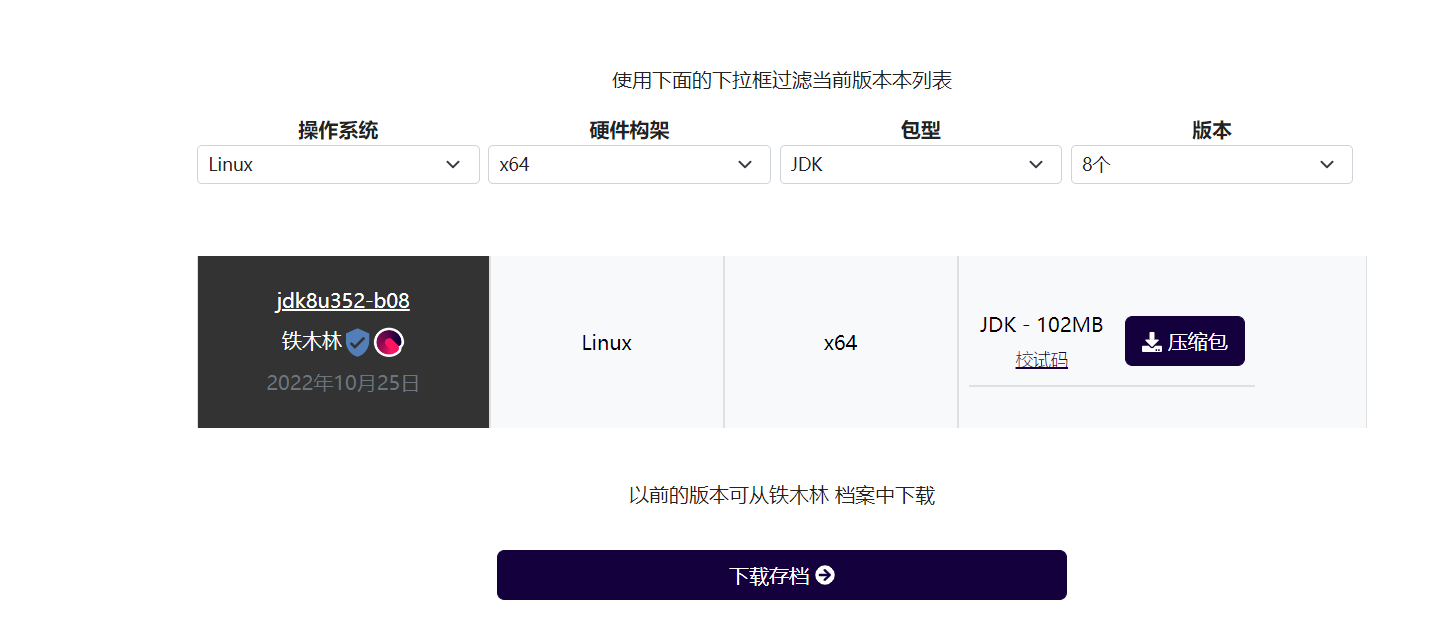 使用下面的下拉框过滤当前版本本列表
操作系统 硬件构架 包型 版本
Linux x64 JDK 8个
jdk8u352-b08
铁木林
2022年10月25日
Linux
x64
JDK - 102MB
校试码
压缩包
以前的版本可从铁木林 档案中下载
下载存档